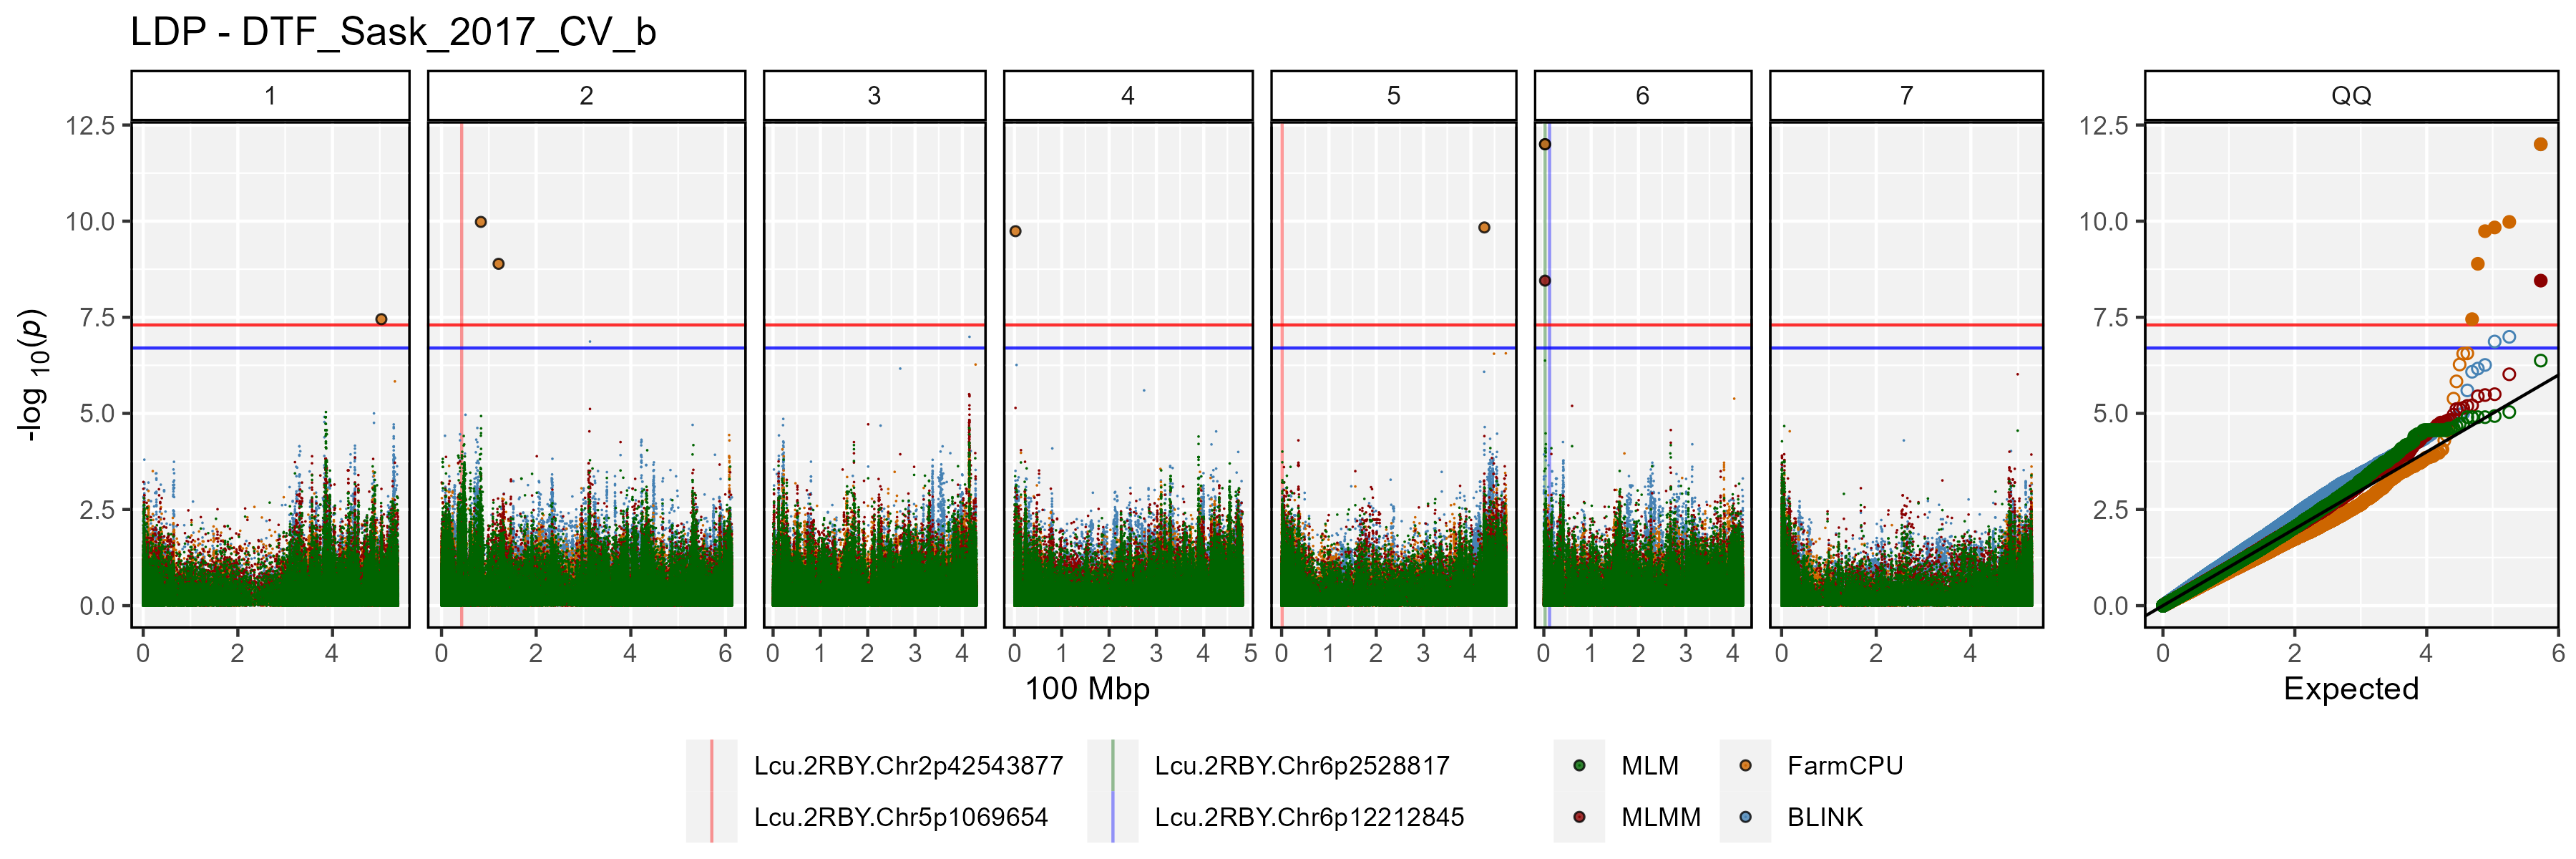 LDP - DTF_Sask_2017_CV_b
1 2 3 4 5 6 7 QQ
12.5 12.5
10.0 10.0
7.5 7.5
5.0 5.0
2.5 2.5
0.0 0.0
-log 10(p)
0 2 4 0 2 4 6 0 1 2 3 4 0 1 2 3 4 5 0 1 2 3 4 0 1 2 3 4 0 2 4 0 2 4 6
100 Mbp Expected
Lcu.2RBY.Chr2p42543877 Lcu.2RBY.Chr6p2528817 MLM FarmCPU
Lcu.2RBY.Chr5p1069654 Lcu.2RBY.Chr6p12212845 MLMM BLINK